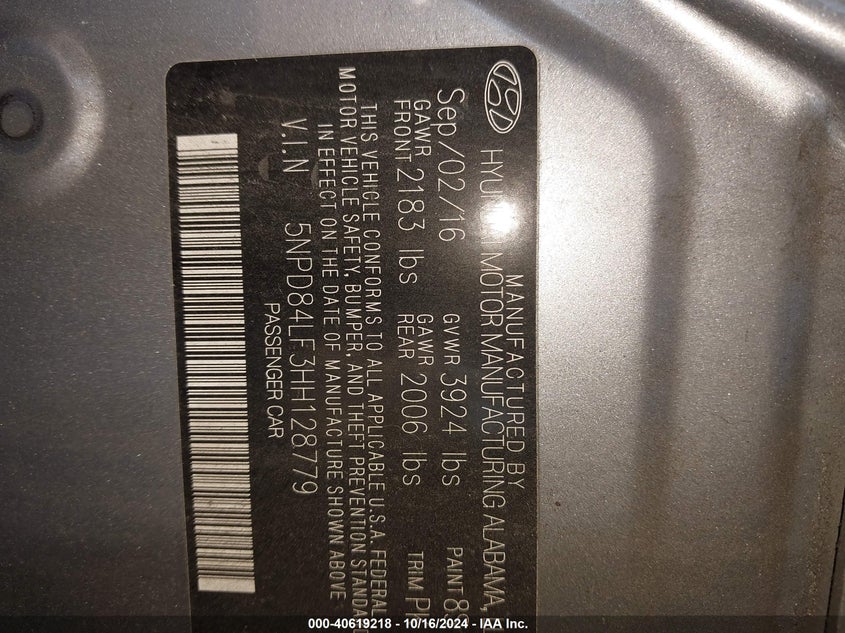 MANUFACTURED BY
MOTOR MANUFACTURING ALABAMA,
Sep/02/16 GVWR 3924 lbs PAINT
GAWR FRONT 2183 lbs GAWR REAR 2006 lbs TRIM
THIS VEHICLE CONFORMS TO ALL APPLICABLE U.S.A. FEDERAL
MOTOR VEHICLE SAFETY, BUMPER, AND THEFT PREVENTION
IN EFFECT ON THE DATE OF MANUFACTURE SHOWN ABOVE
V.I.N 5NPD84LF3HH128779
PASSENGER CAR
000-40619218 - 10/16/2024 - IAA Inc.